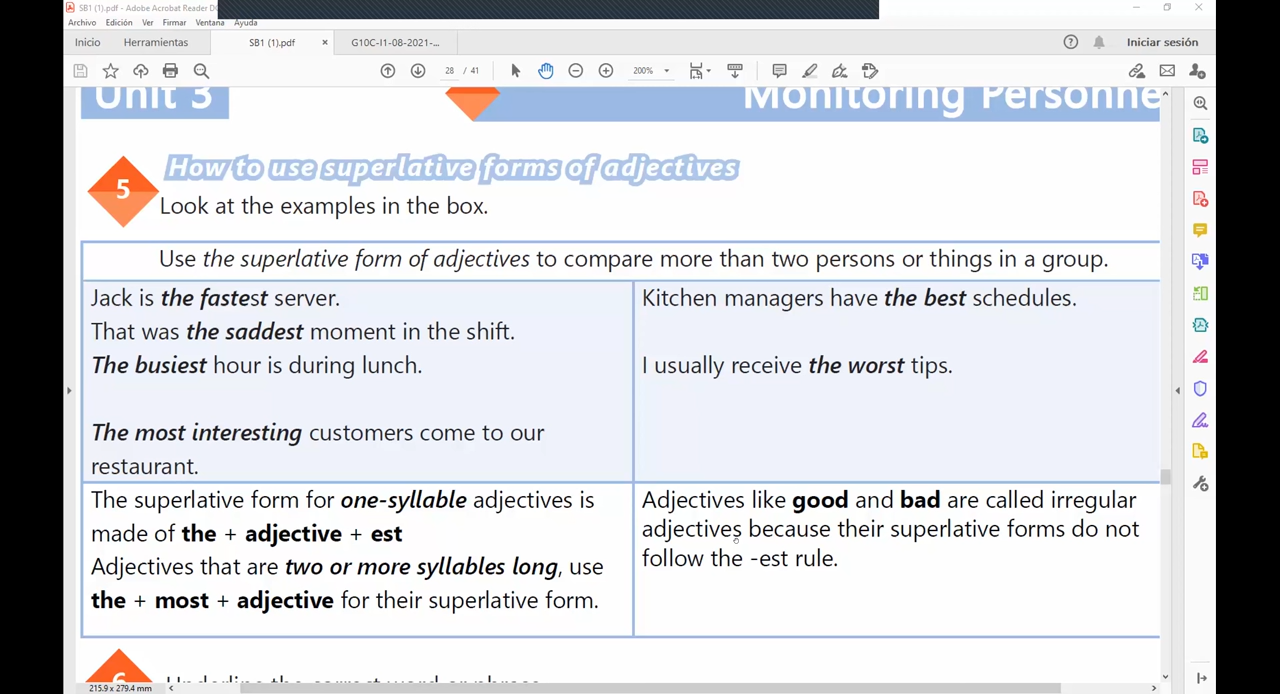 SB1 (1).pdf - Adobe Acrobat Reader D
Archivo Edición Ver Firmar Ventana Ayuda
Inicio Herramientas SB1 (1).pdf × G10C-I1-08-2021-... Iniciar sesión
28 / 41 200%
Unit 3 Monitoring Personne
5 How to use superlative forms of adjectives
Look at the examples in the box.
Use the superlative form of adjectives to compare more than two persons or things in a group.
Jack is the fastest server.
That was the saddest moment in the shift.
The busiest hour is during lunch.
The most interesting customers come to our
restaurant.
Kitchen managers have the best schedules.
I usually receive the worst tips.
The superlative form for one-syllable adjectives is
made of the + adjective + est
Adjectives that are two or more syllables long, use
the + most + adjective for their superlative form.
Adjectives like good and bad are called irregular
adjectives because their superlative forms do not
follow the -est rule.
6 Underline the correct word or phrase
215.9 x 279.4 mm